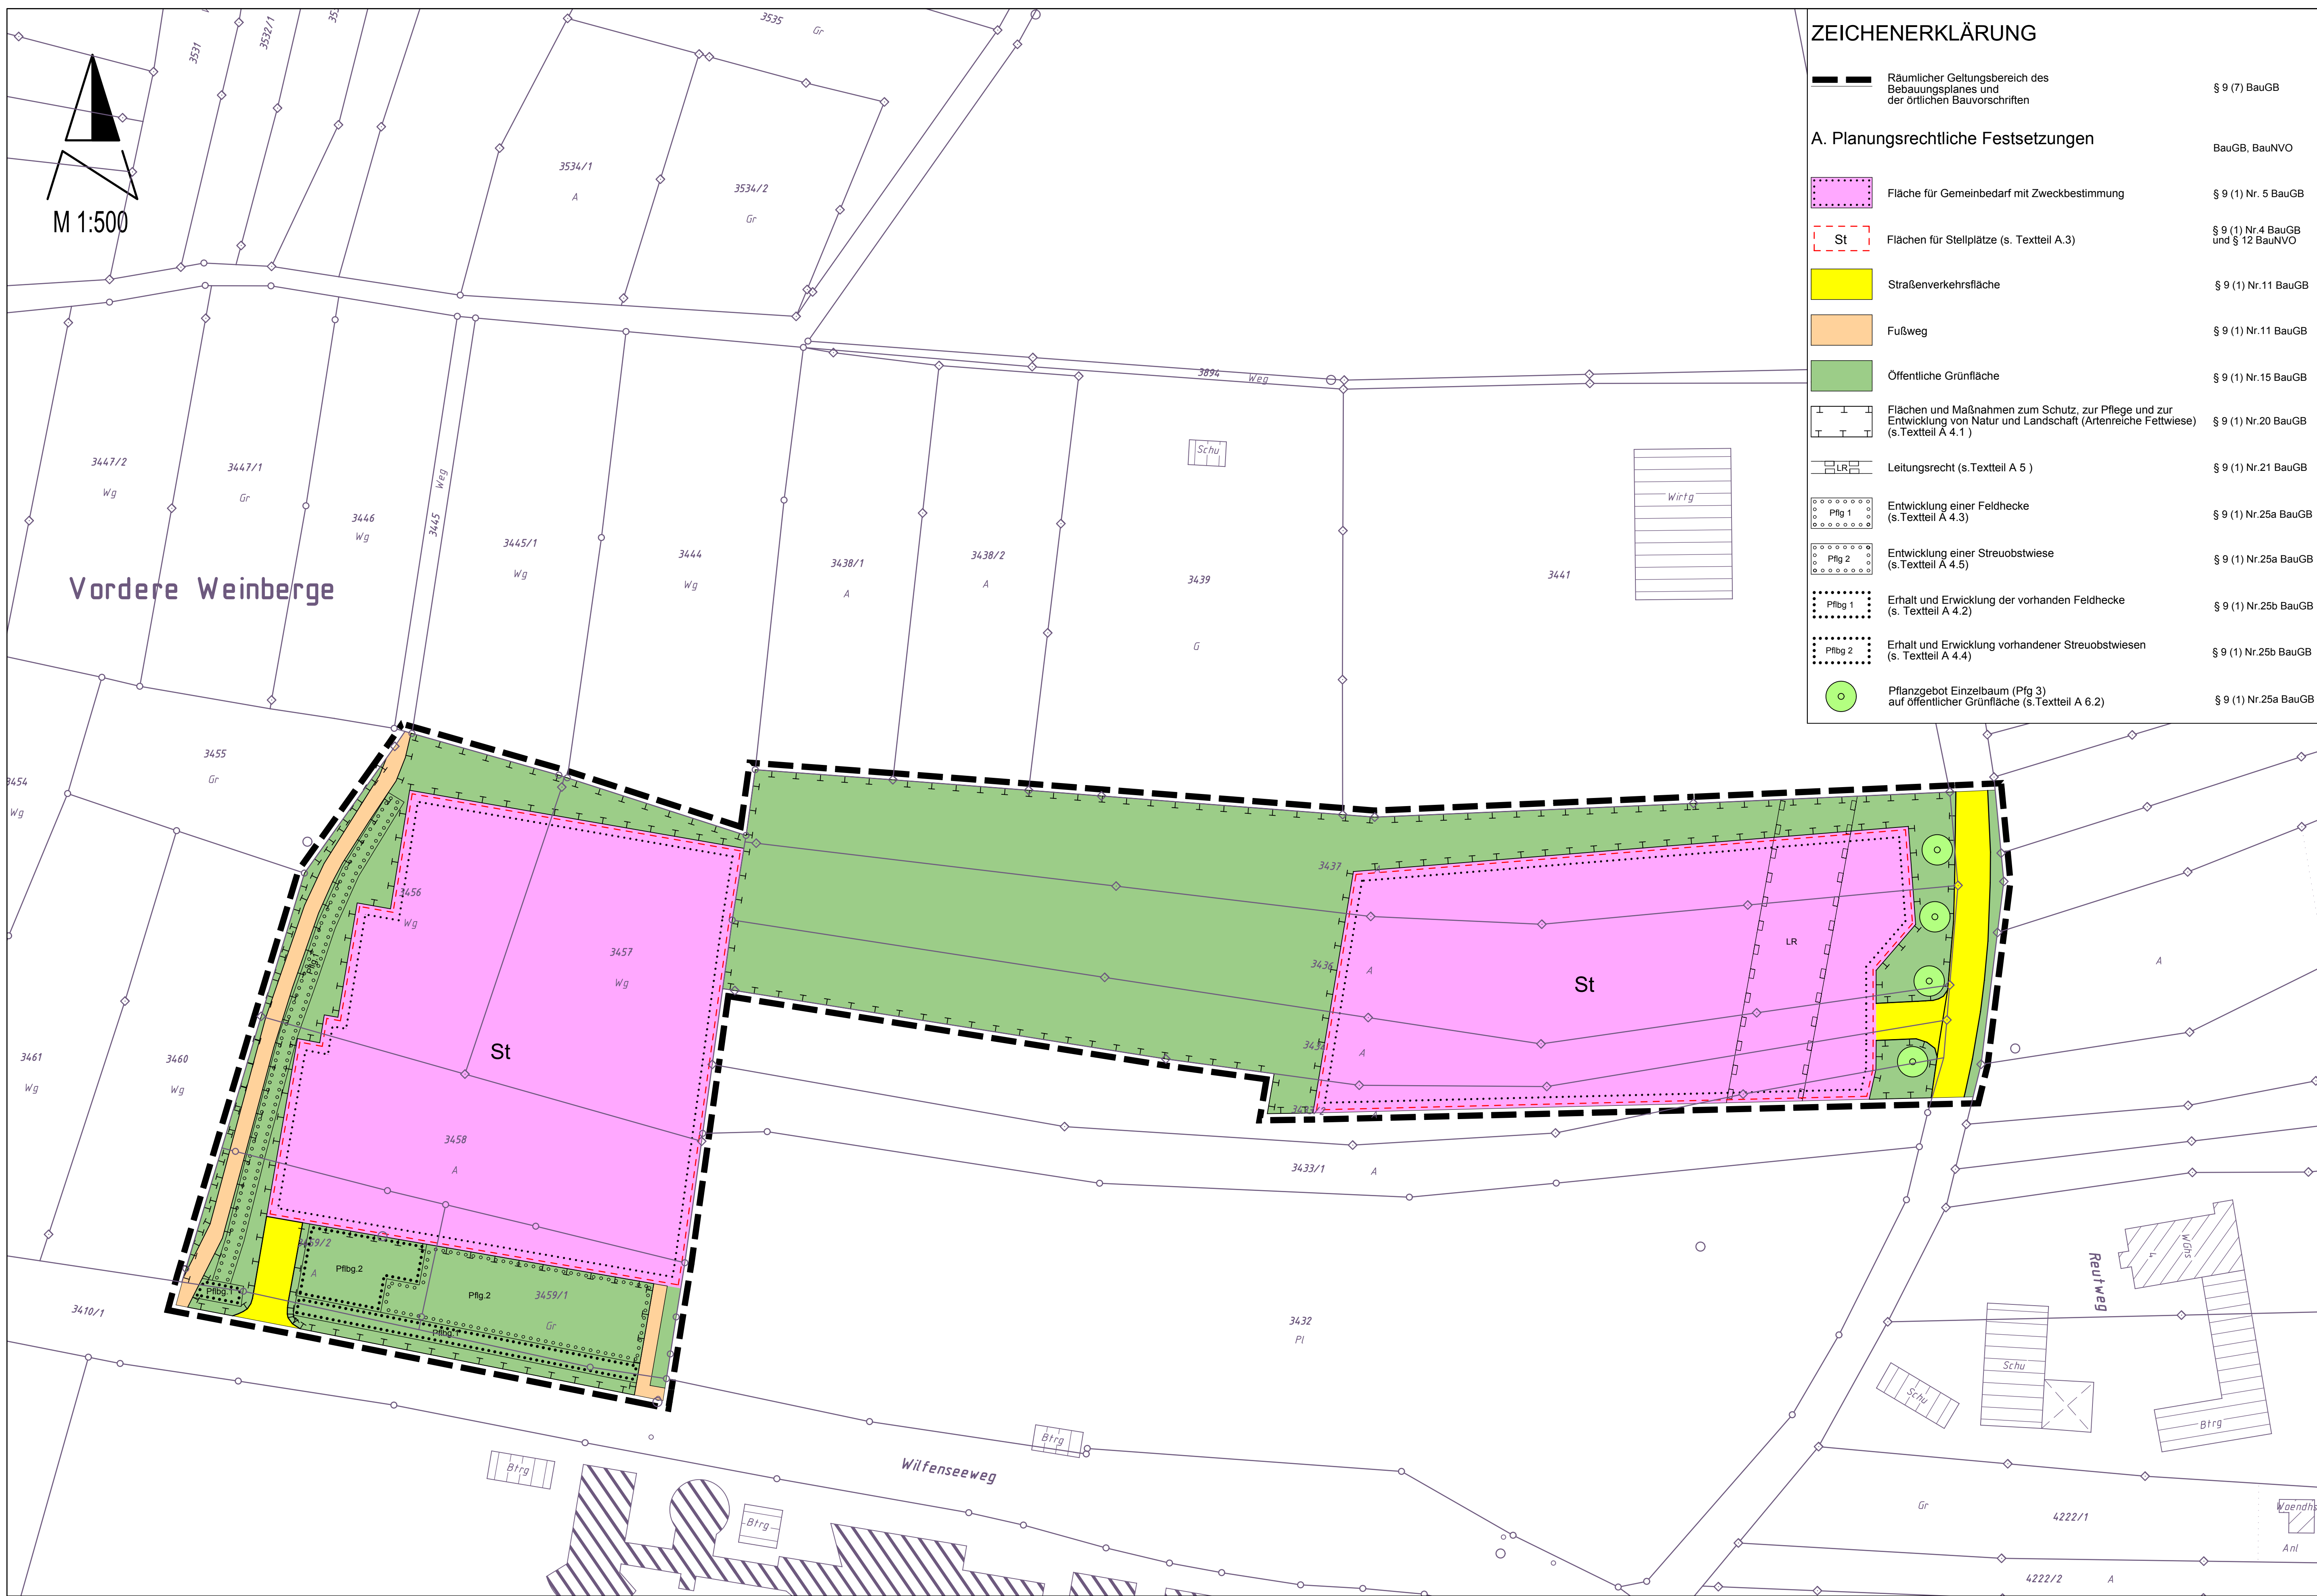 ZEICHENERKLÄRUNG
Räumlicher Geltungsbereich des
Bebauungsplanes und
der örtlichen Bauvorschriften
§ 9 (7) BauGB
A. Planungsrechtliche Festsetzungen
BauGB, BauNVO
Fläche für Gemeinbedarf mit Zweckbestimmung
§ 9 (1) Nr. 5 BauGB
St
Flächen für Stellplätze (s. Textteil A.3)
§ 9 (1) Nr.4 BauGB
und § 12 BauNVO
Straßenverkehrsfläche
§ 9 (1) Nr.11 BauGB
Fußweg
§ 9 (1) Nr.11 BauGB
Öffentliche Grünfläche
§ 9 (1) Nr.15 BauGB
Flächen und Maßnahmen zum Schutz, zur Pflege und zur
Entwicklung von Natur und Landschaft (Artenreiche Fettwiese)
(s.Textteil A 4.1 )
§ 9 (1) Nr.20 BauGB
LR
Leitungsrecht (s.Textteil A 5 )
§ 9 (1) Nr.21 BauGB
Pflg 1
Entwicklung einer Feldhecke
(s.Textteil A 4.3)
§ 9 (1) Nr.25a BauGB
Pflg 2
Entwicklung einer Streuobstwiese
(s.Textteil A 4.5)
§ 9 (1) Nr.25a BauGB
Pflbg 1
Erhalt und Erwicklung der vorhanden Feldhecke
(s. Textteil A 4.2)
§ 9 (1) Nr.25b BauGB
Pflbg 2
Erhalt und Erwicklung vorhandener Streuobstwiesen
(s. Textteil A 4.4)
§ 9 (1) Nr.25b BauGB
Pflanzgebot Einzelbaum (Pfg 3)
auf öffentlicher Grünfläche (s.Textteil A 6.2)
§ 9 (1) Nr.25a BauGB
M 1:500
3531
3532/1
3535
Gr
3534/1
A
3534/2
Gr
3894
Weg
3447/2
Wg
3447/1
Gr
3446
Wg
3445
Weg
3445/1
Wg
3444
Wg
3438/1
A
3438/2
A
Schu
3439
G
3441
Wirtg
Vordere Weinberge
3455
Gr
3454
Wg
3456
Wg
3457
Wg
3437
3436
A
LR
St
A
3434
A
3461
Wg
3460
Wg
Pflg.1
St
3433/2
A
3458
A
3433/1
A
3459/2
A
Pflbg.2
Pflg.2
3459/1
Gr
Pflbg.1
Pflbg.1
3410/1
3432
Pl
Reutweg
WGhs
Schu
Schu
Btrg
Btrg
Btrg
Btrg
Wilfenseeweg
Gr
4222/1
Woendhs
Anl
4222/2
A